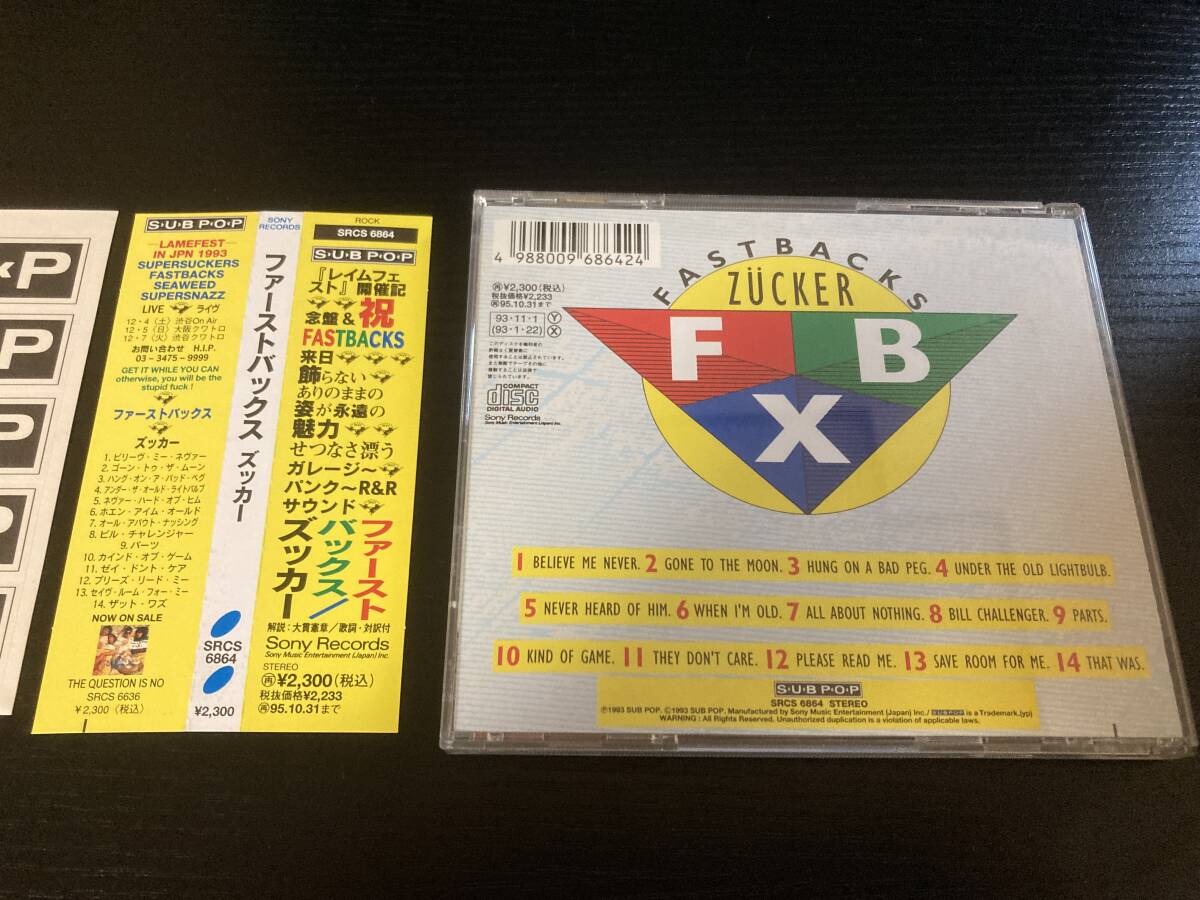 ×P
P
P
P
SUB POP
LAMEFEST
IN JPN 1993
SUPERSUCKERS
FASTBACKS
SEAWEED
SUPERSNAZZ
LIVE ライヴ
12・4(土)渋谷On Air
12・5(日)大阪クワトロ
12・7(火)渋谷クワトロ
お問い合わせ H.I.P.
03-3475-9999
GET IT WHILE YOU CAN
otherwise, you will be the
stupid fuck !
ファーストバックス
ズッカー
1. ビリーヴ・ミー・ネヴァー
2. ゴーン・トゥ・ザ・ムーン
3. ハング・オン・ア・バッド・ペグ
4. アンダー・ザ・オールド・ライトバルブ
5. ネヴァー・ハード・オブ・ヒム
6. ホエン・アイム・オールド
7. オール・アバウト・ナッシング
8. ビル・チャレンジャー
9. パーツ
10. カインド・オブ・ゲーム
11. ゼイ・ドント・ケア
12. プリーズ・リード・ミー
13. セイヴ・ルーム・フォー・ミー
14. ザット・ワズ
NOW ON SALE
THE QUESTION IS NO
SRCS 6636
¥2,300(税込)
SONY
RECORDS
ファーストバックス ズッカー
SRCS
6864
¥2,300
ROCK
SRCS 6864
SUB POP
『レイムフェ
スト』開催記
念盤&祝
FASTBACKS
来日
飾らない
ありのままの
姿が永遠の
魅力
せつなさ漂う
ガレージ〜
パンク〜R&R
サウンド
ファースト
バックス/
ズッカー
解説:大貫憲章/歌詞・対訳付
Sony Records
Sony Music Entertainment (Japan) Inc.
STEREO
再¥2,300(税込)
税抜価格¥2,233
再95.10.31まで
4 988009 686424
再¥2,300(税込)
税抜価格¥2,233
再95.10.31まで
93・11・1 Y
(93・1・22) X
COMPACT
disc
DIGITAL AUDIO
Sony Records
Sony Music Entertainment (Japan) Inc.
FASTBACKS
ZÜCKER
F B
X
1 BELIEVE ME NEVER. 2 GONE TO THE MOON. 3 HUNG ON A BAD PEG. 4 UNDER THE OLD LIGHTBULB.
5 NEVER HEARD OF HIM. 6 WHEN I'M OLD. 7 ALL ABOUT NOTHING. 8 BILL CHALLENGER. 9 PARTS.
10 KIND OF GAME. 11 THEY DON'T CARE. 12 PLEASE READ ME. 13 SAVE ROOM FOR ME. 14 THAT WAS.
SUB POP
SRCS 6864 STEREO
℗1993 SUB POP. ©1993 SUB POP. Manufactured by Sony Music Entertainment (Japan) Inc./ SUB POP is a Trademark.(jyp)
WARNING : All Rights Reserved. Unauthorized duplication is a violation of applicable laws.